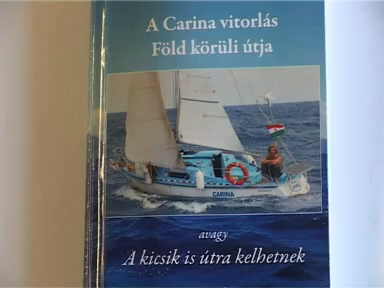 A Carina vitorlás
Föld körüli útja
CARINA
avagy
A kicsik is útra kelhetnek